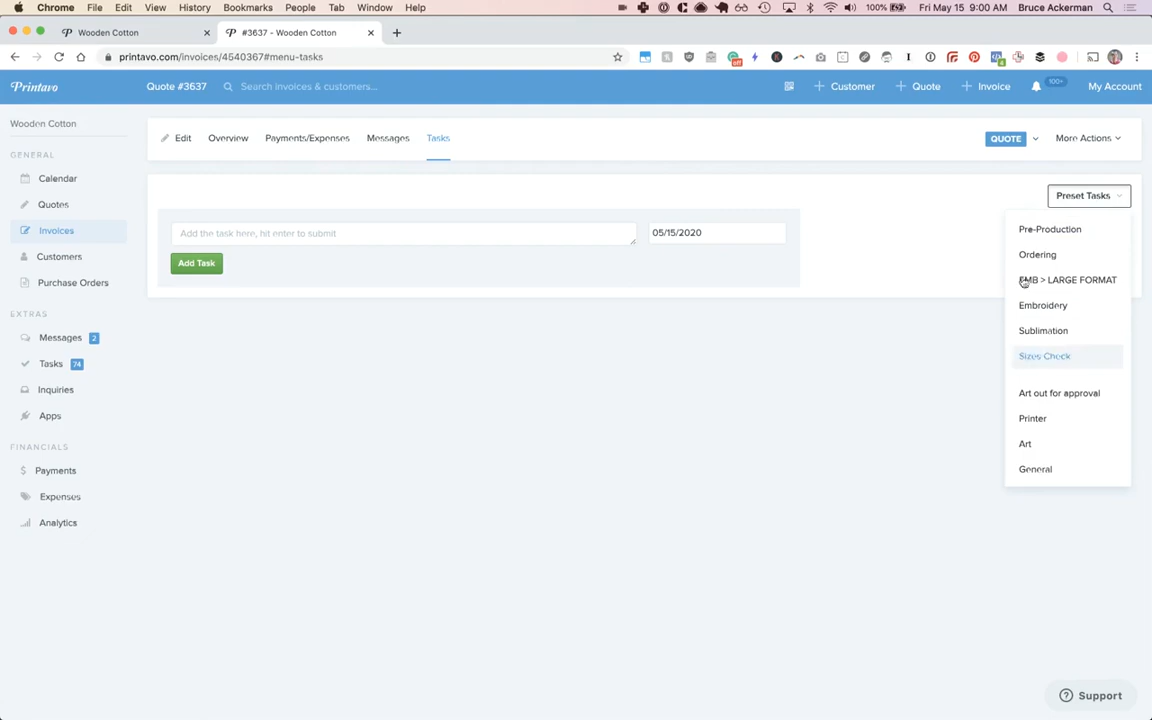 Chrome File Edit View History Bookmarks People Tab Window Help 100% Fri May 15 9:00 AM Bruce Ackerman
Wooden Cotton × #3637 - Wooden Cotton × +
printavo.com/invoices/4540367#menu-tasks
Printavo Quote #3637 Search invoices & customers... + Customer + Quote + Invoice 100+ My Account
Wooden Cotton
Edit Overview Payments/Expenses Messages Tasks QUOTE More Actions
GENERAL
Calendar
Quotes
Invoices
Customers
Purchase Orders
EXTRAS
Messages 2
Tasks 74
Inquiries
Apps
FINANCIALS
Payments
Expenses
Analytics
Preset Tasks
Add the task here, hit enter to submit 05/15/2020
Add Task
Pre-Production
Ordering
EMB > LARGE FORMAT
Embroidery
Sublimation
Sizes Check
Art out for approval
Printer
Art
General
Support